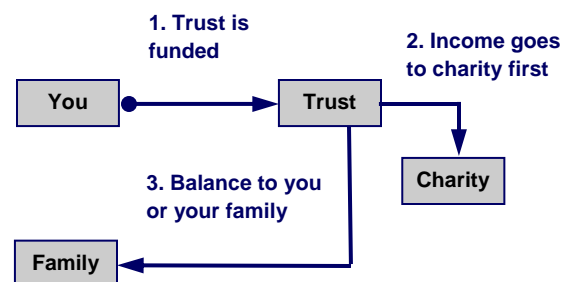 1. Trust is
funded
2. Income goes
to charity first
You
Trust
3. Balance to you
or your family
Charity
Family